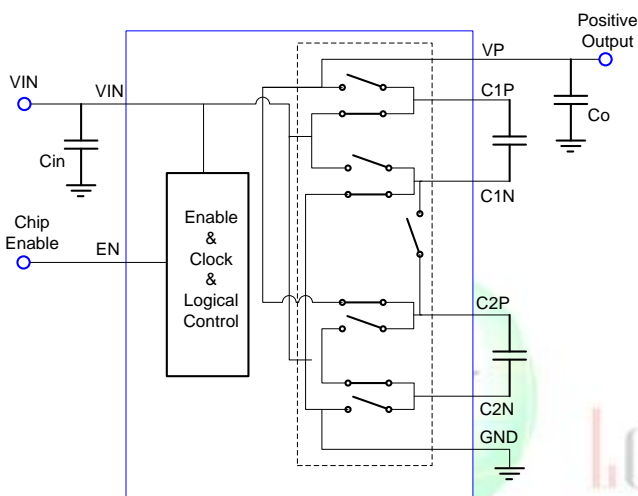 Positive
Output
VP
VIN
VIN
C1P
Co
Cin
C1N
Chip
Enable
EN
Enable
&
Clock
&
Logical
Control
C2P
C2N
GND